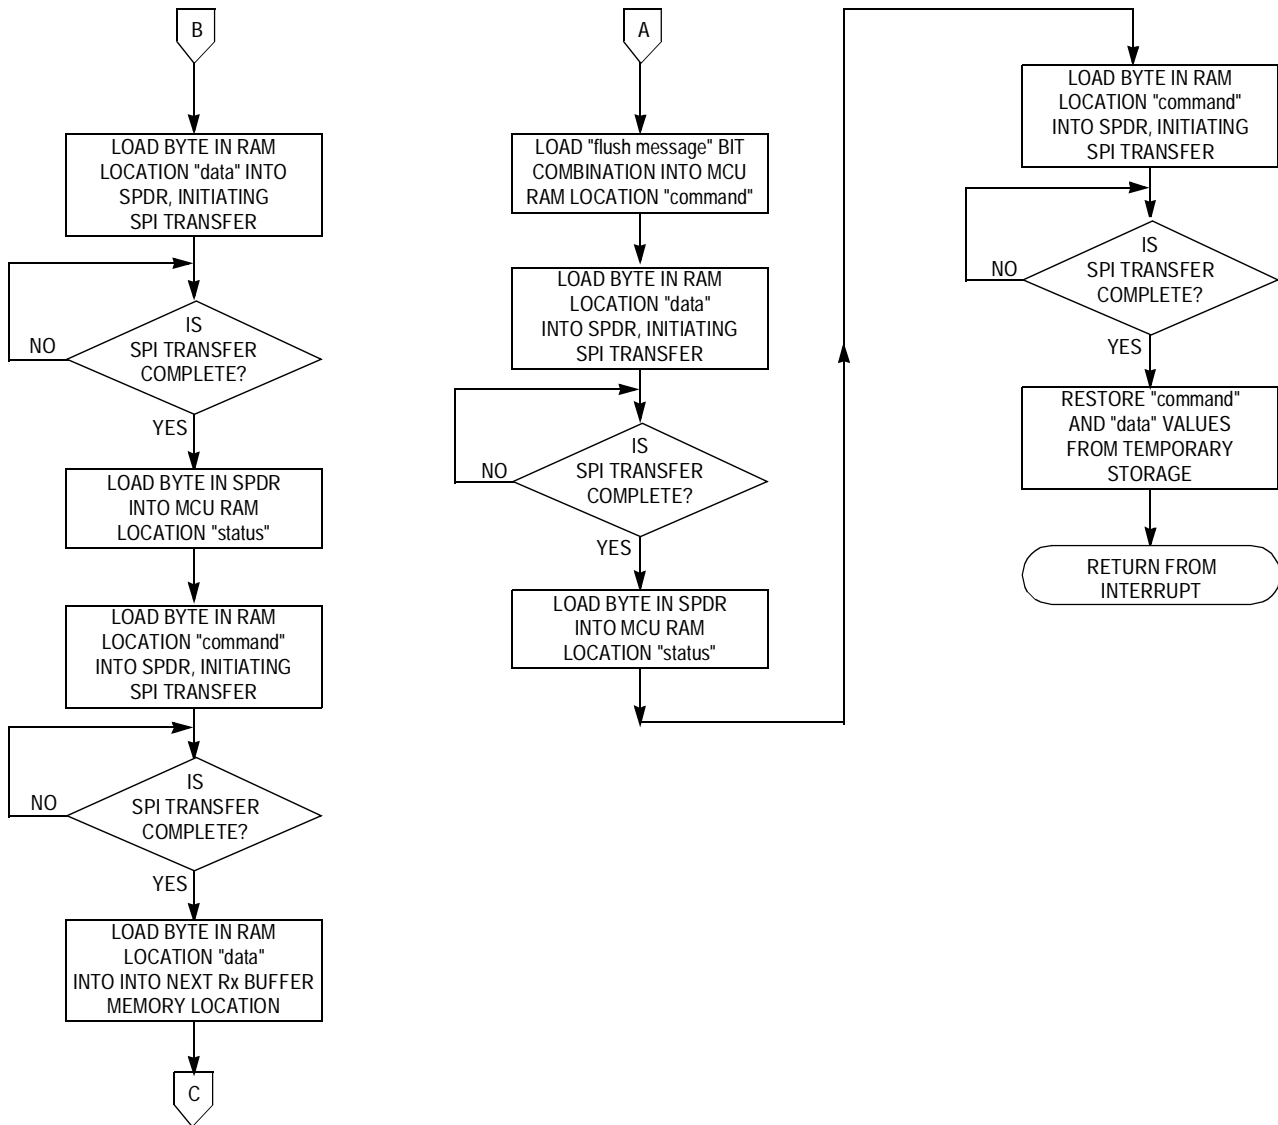 B
LOAD BYTE IN RAM
LOCATION "data" INTO
SPDR, INITIATING
SPI TRANSFER
IS
SPI TRANSFER
COMPLETE?
NO
YES
LOAD BYTE IN SPDR
INTO MCU RAM
LOCATION "status"
LOAD BYTE IN RAM
LOCATION "command"
INTO SPDR, INITIATING
SPI TRANSFER
IS
SPI TRANSFER
COMPLETE?
NO
YES
LOAD BYTE IN RAM
LOCATION "data"
INTO INTO NEXT Rx BUFFER
MEMORY LOCATION
C
A
LOAD "flush message" BIT
COMBINATION INTO MCU
RAM LOCATION "command"
LOAD BYTE IN RAM
LOCATION "data"
INTO SPDR, INITIATING
SPI TRANSFER
IS
SPI TRANSFER
COMPLETE?
NO
YES
LOAD BYTE IN SPDR
INTO MCU RAM
LOCATION "status"
LOAD BYTE IN RAM
LOCATION "command"
INTO SPDR, INITIATING
SPI TRANSFER
IS
SPI TRANSFER
COMPLETE?
NO
YES
RESTORE "command"
AND "data" VALUES
FROM TEMPORARY
STORAGE
RETURN FROM
INTERRUPT